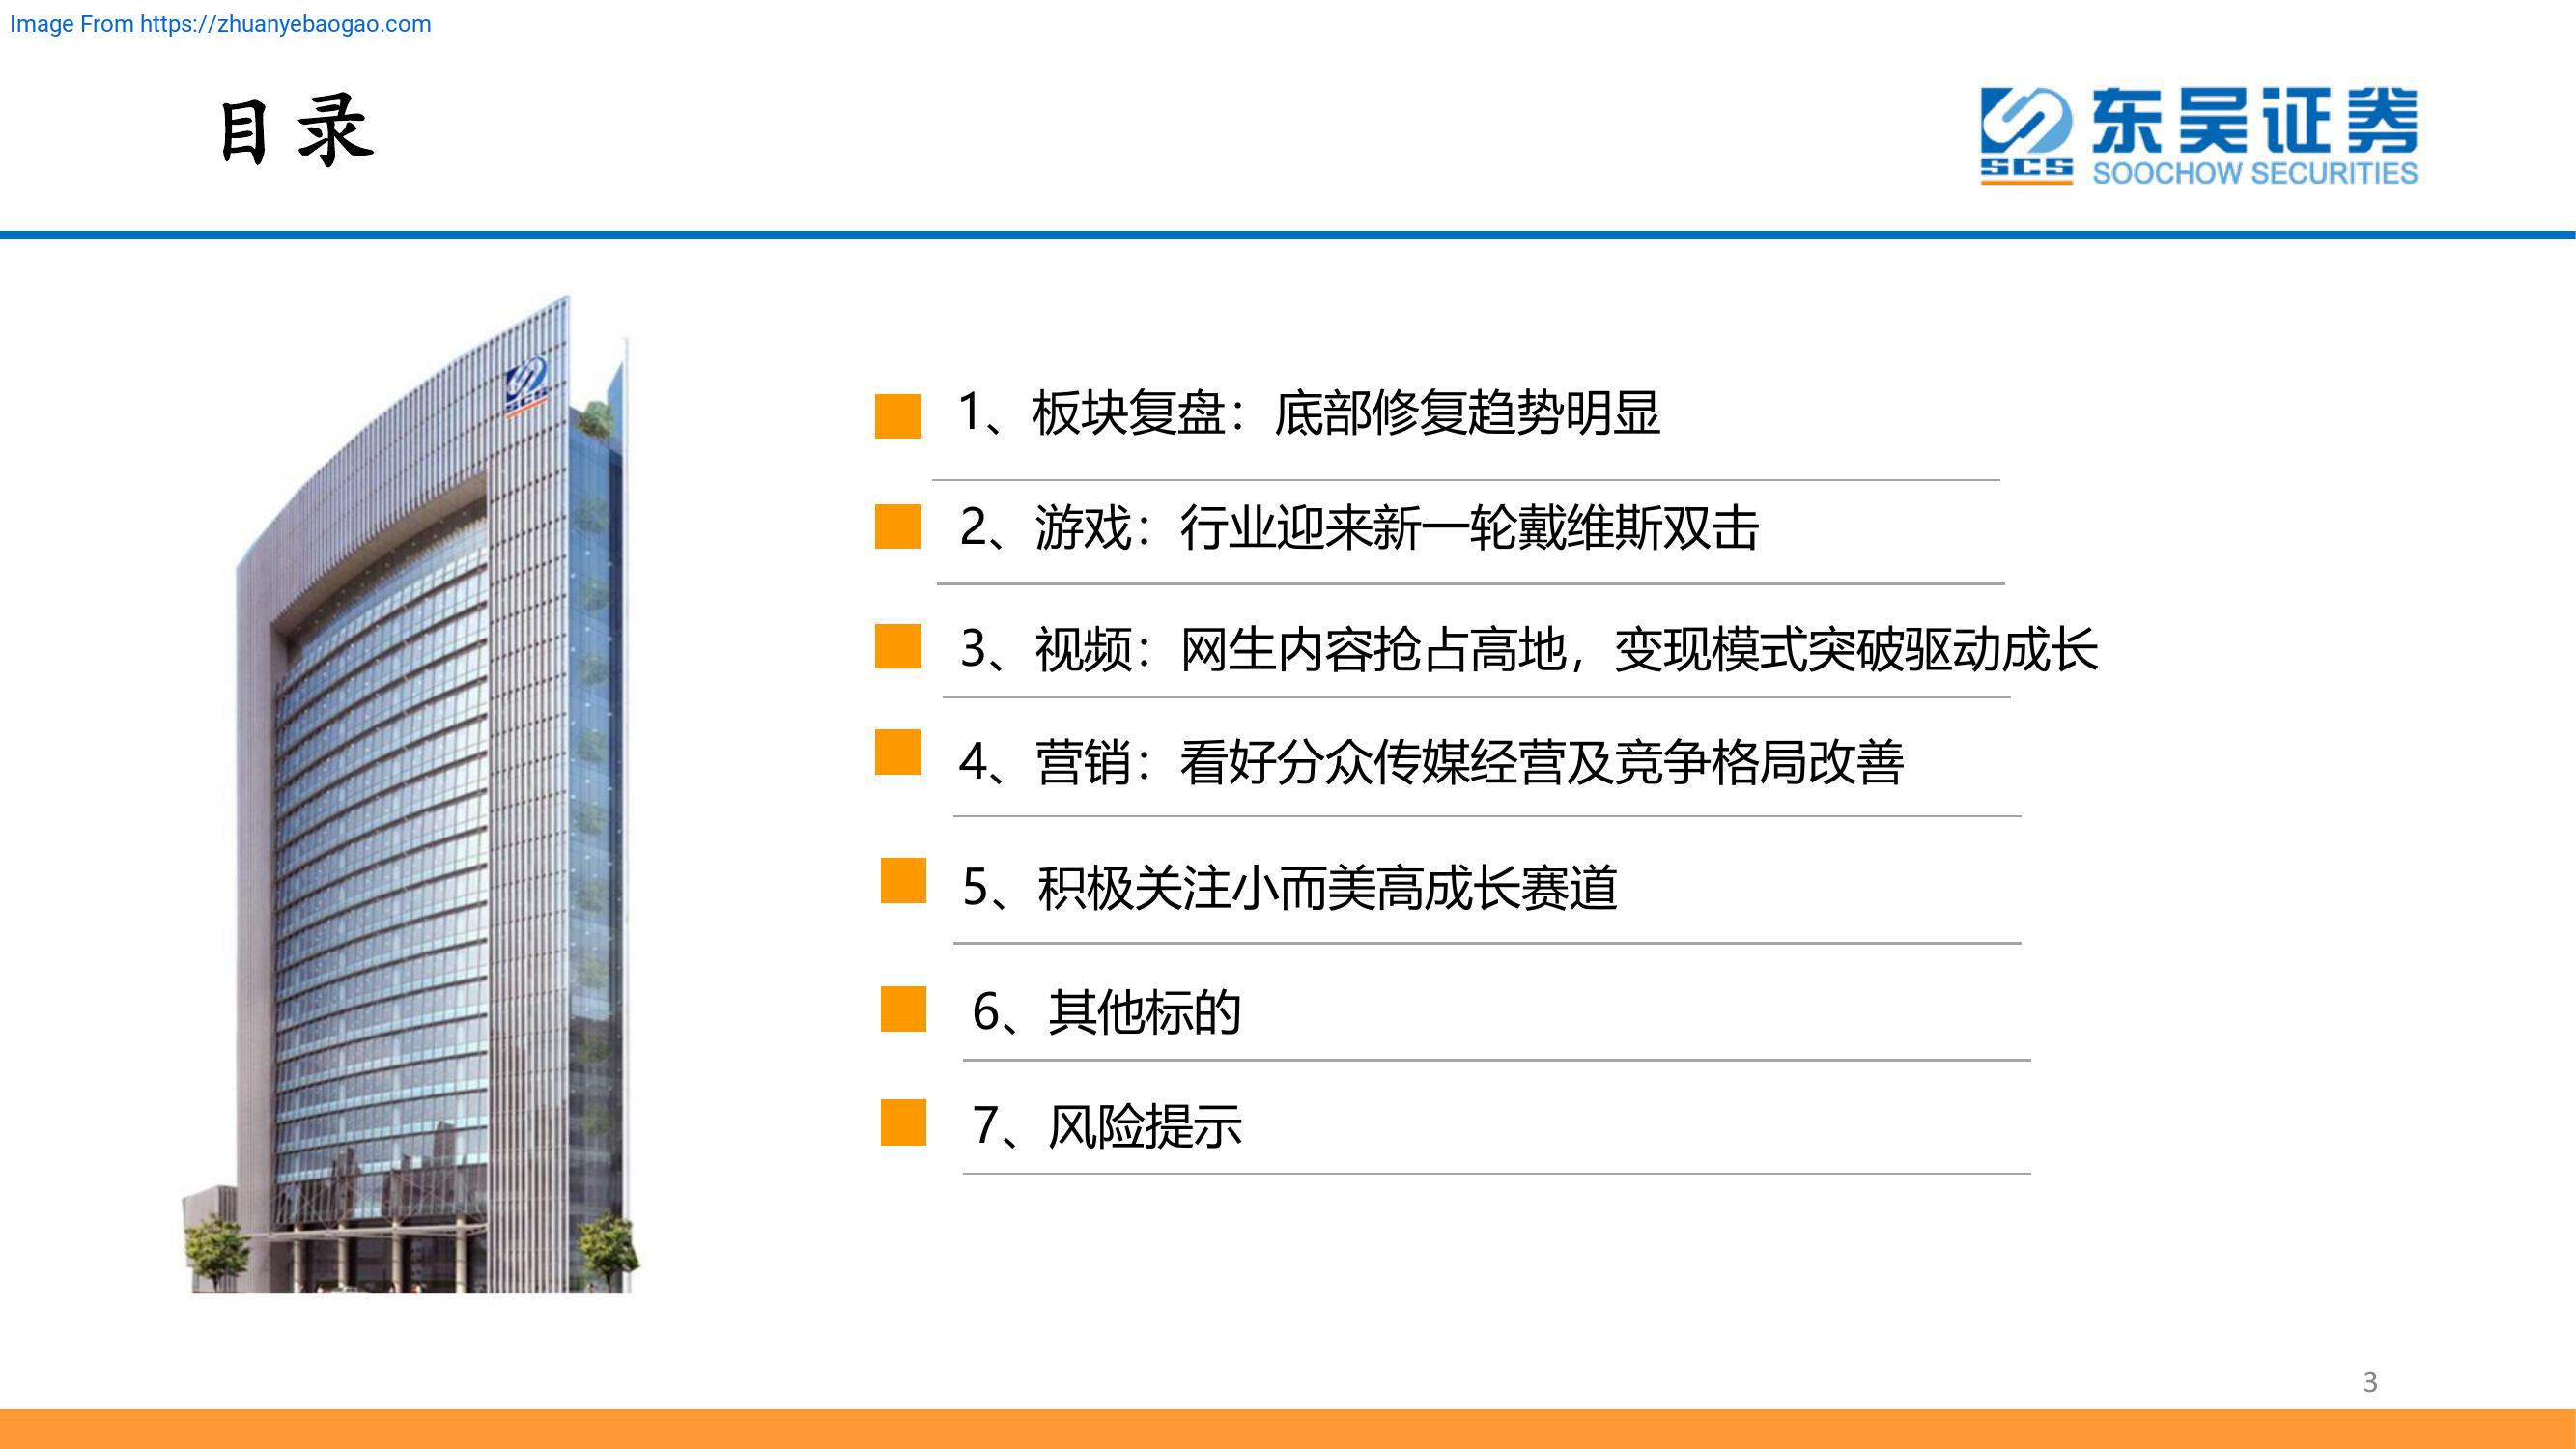 Image From https://zhuanyebaogao.com
目录
东吴证券
SCS
SOOCHOW SECURITIES
SCS
1、板块复盘：底部修复趋势明显
2、游戏：行业迎来新一轮戴维斯双击
3、视频：网生内容抢占高地，变现模式突破驱动成长
4、营销：看好分众传媒经营及竞争格局改善
5、积极关注小而美高成长赛道
6、其他标的
7、风险提示
3